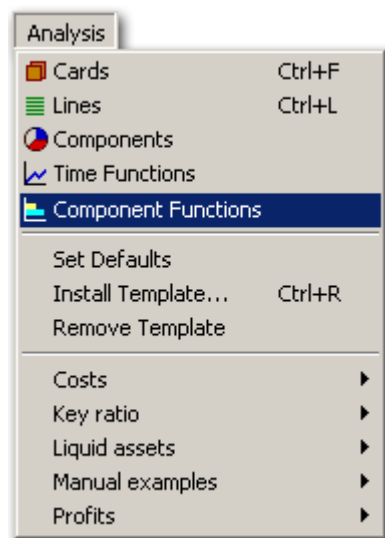 Analysis
Cards Ctrl+F
Lines Ctrl+L
Components
Time Functions
Component Functions
Set Defaults
Install Template... Ctrl+R
Remove Template
Costs
Key ratio
Liquid assets
Manual examples
Profits